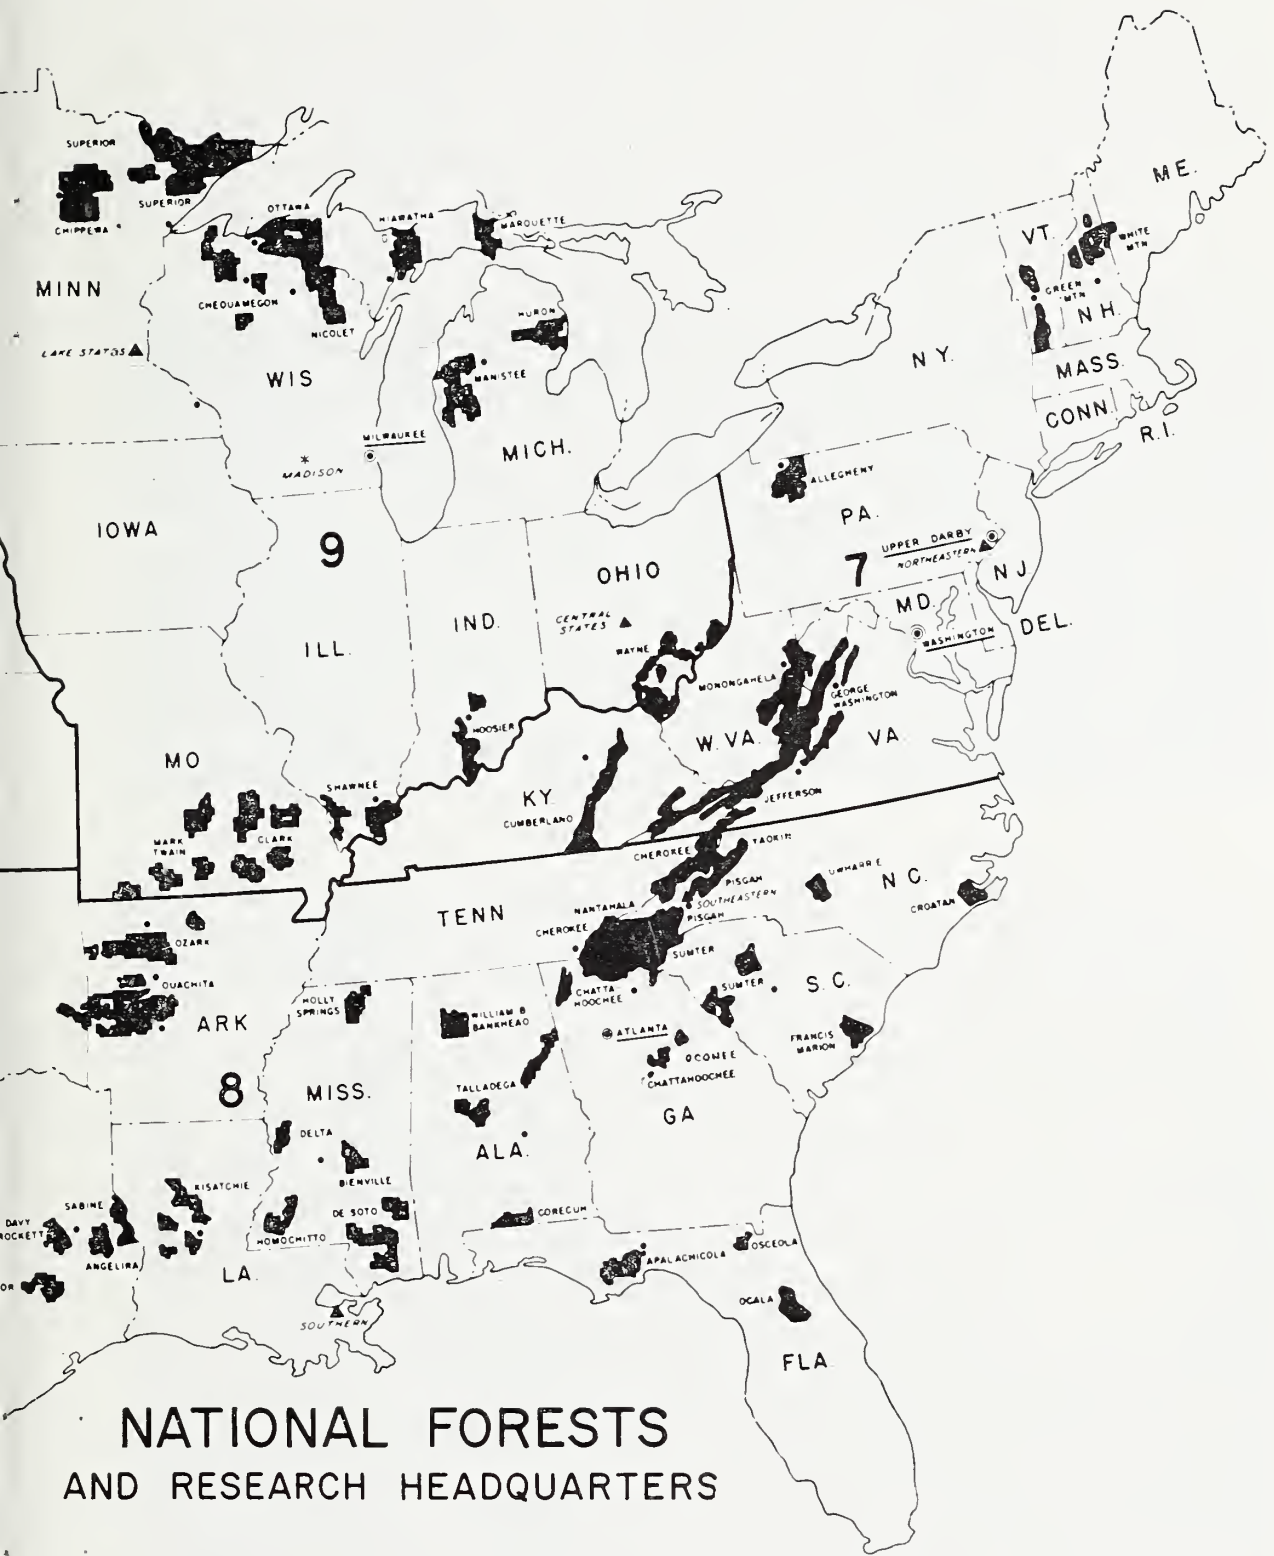 SUPERIOR
SUPERIOR
CHIPPEWA
MINN
LAKE STATES
OTTAWA
HIAWATHA
MARQUETTE
CHEQUAMEGON
NICOLET
WIS
HURON
MANISTEE
MILWAUKEE
MICH.
MADISON
ME.
VT.
WHITE
MTN
GREEN
MTN
N H.
N Y.
MASS.
CONN.
R.I.
ALLEGHENY
PA.
UPPER DARBY
NORTHEASTERN
7
N J
MD.
WASHINGTON
DEL.
IOWA
9
ILL.
IND.
OHIO
CENTRAL
STATES
WAYNE
MONONGAHELA
GEORGE
WASHINGTON
W. VA.
VA.
HOOSIER
MO
SHAWNEE
KY.
CUMBERLAND
JEFFERSON
MARK
TWAIN
CLARK
CHEROKEE
PISGAH
SOUTHEASTERN
PISGAH
NANTAHALA
CHEROKEE
UWHARRIE
N C.
CROATAN
TENN
OZARK
OUACHITA
ARK
8
HOLLY
SPRINGS
WILLIAM B
BANKHEAD
CHATTA-
HOOCHEE
SUMTER
SUMTER
S. C.
FRANCIS
MARION
ATLANTA
OCONEE
CHATTAHOOCHEE
GA
TALLADEGA
MISS.
ALA.
DELTA
BIENVILLE
KISATCHIE
SABINE
DAVY
ROCKETT
ANGELINA
OR
DE SOTO
HOMOCHITTO
LA.
SOUTHERN
APALACHICOLA
OSCEOLA
OCALA
FLA
NATIONAL FORESTS
AND RESEARCH HEADQUARTERS